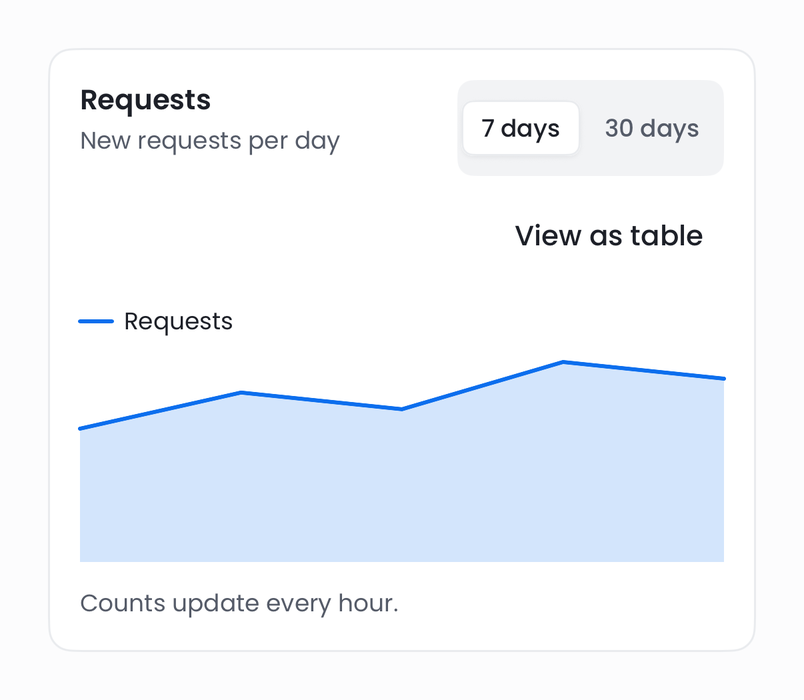 Requests
New requests per day
7 days
30 days
View as table
Requests
Counts update every hour.